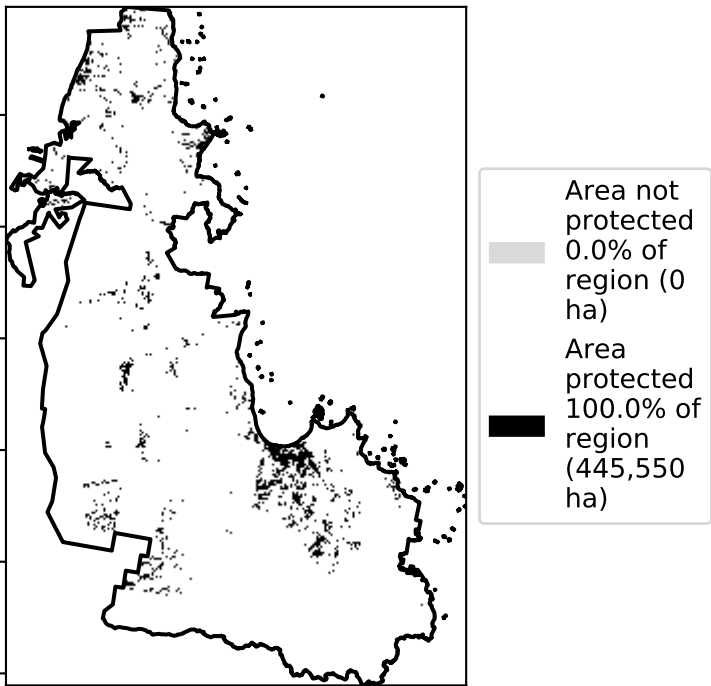 Area not
protected
0.0% of
region (0
ha)
Area
protected
100.0% of
region
(445,550
ha)